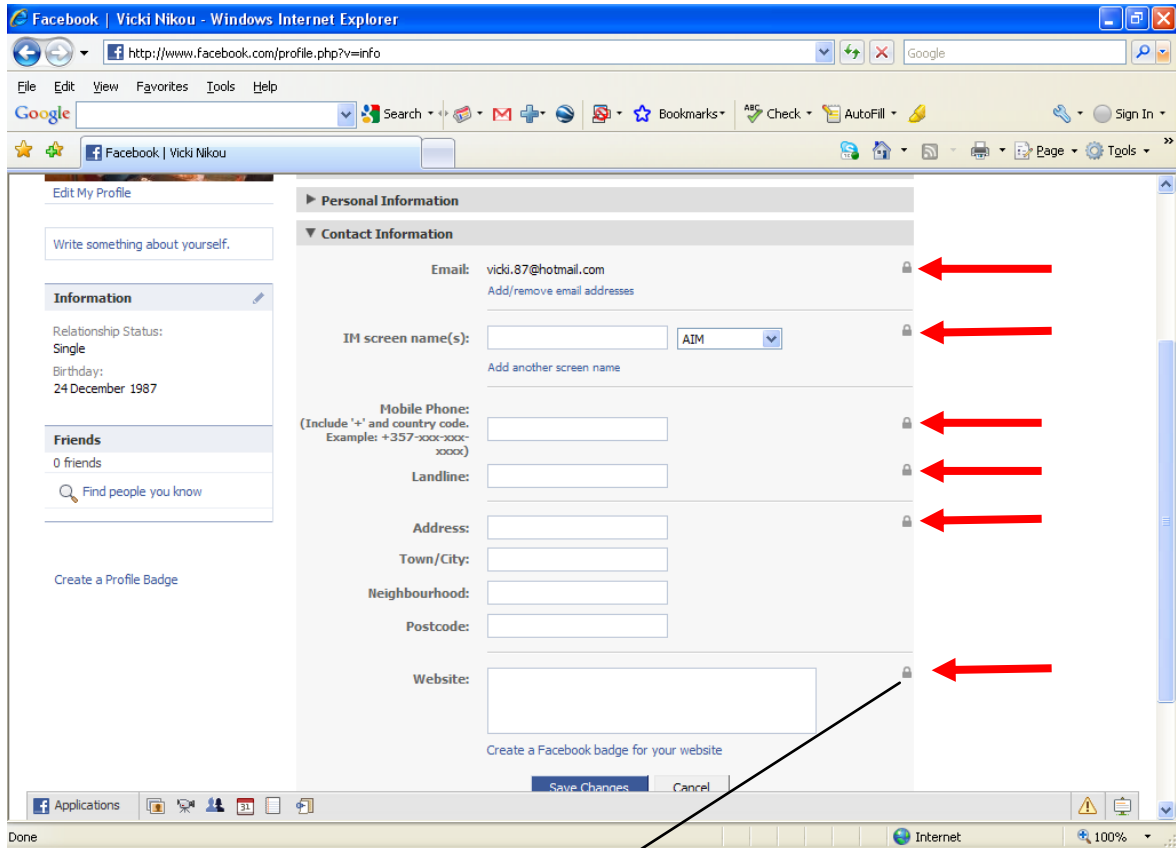 Facebook | Vicki Nikou - Windows Internet Explorer
http://www.facebook.com/profile.php?v=info
Google
File Edit View Favorites Tools Help
Google Search Bookmarks ABC Check AutoFill Sign In
Facebook | Vicki Nikou
Page Tools »
Edit My Profile
Write something about yourself.
Information
Relationship Status:
Single
Birthday:
24 December 1987
Friends
0 friends
Find people you know
Create a Profile Badge
Personal Information
Contact Information
Email: vicki.87@hotmail.com
Add/remove email addresses
IM screen name(s): AIM
Add another screen name
Mobile Phone:
(Include '+' and country code.
Example: +357-xxx-xxx-
xxxx)
Landline:
Address:
Town/City:
Neighbourhood:
Postcode:
Website:
Create a Facebook badge for your website
Save Changes Cancel
Applications 31
Done Internet 100%